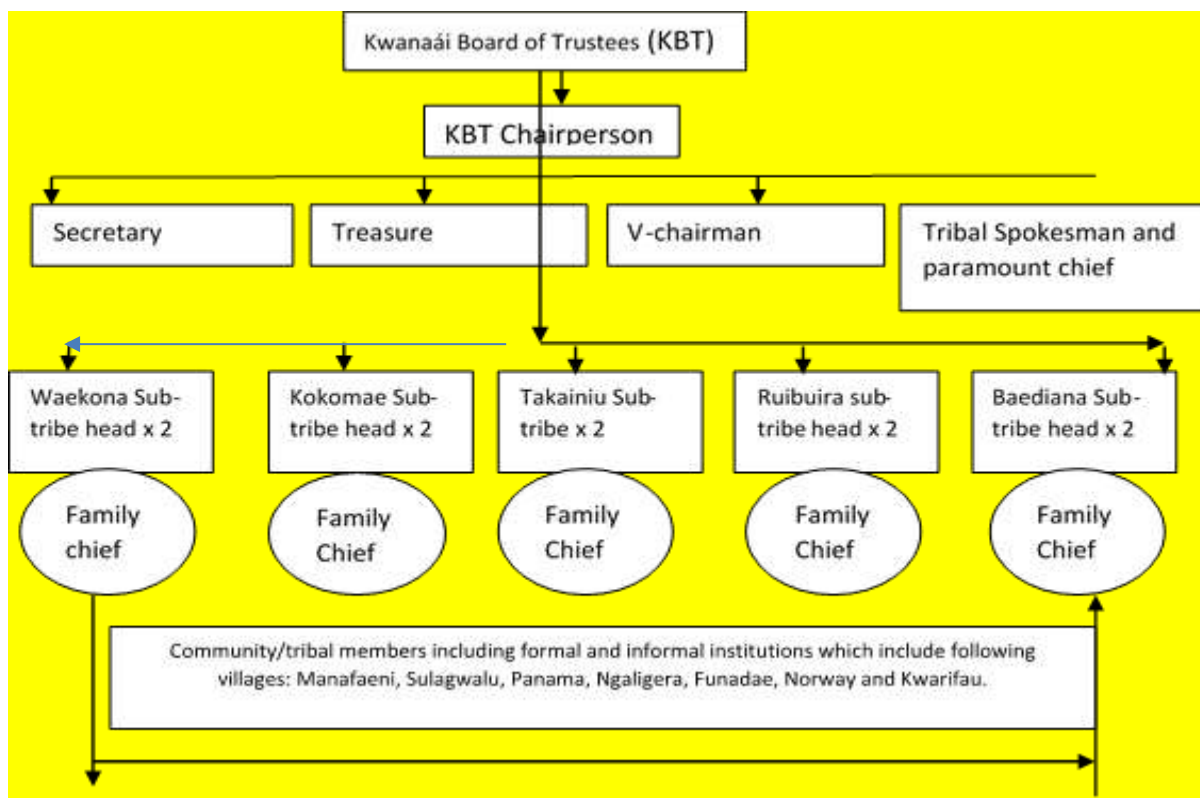 Kwanaái Board of Trustees (KBT)
KBT Chairperson
Secretary
Treasure
V-chairman
Tribal Spokesman and
paramount chief
Waekona Sub-
tribe head x 2
Kokomae Sub-
tribe head x 2
Takainiu Sub-
tribe x 2
Ruibuira sub-
tribe head x 2
Baediana Sub-
tribe head x 2
Family
chief
Family
Chief
Family
Chief
Family
Chief
Family
Chief
Community/tribal members including formal and informal institutions which include following
villages: Manafaeni, Sulagwalu, Panama, Ngaligera, Funadae, Norway and Kwarifau.